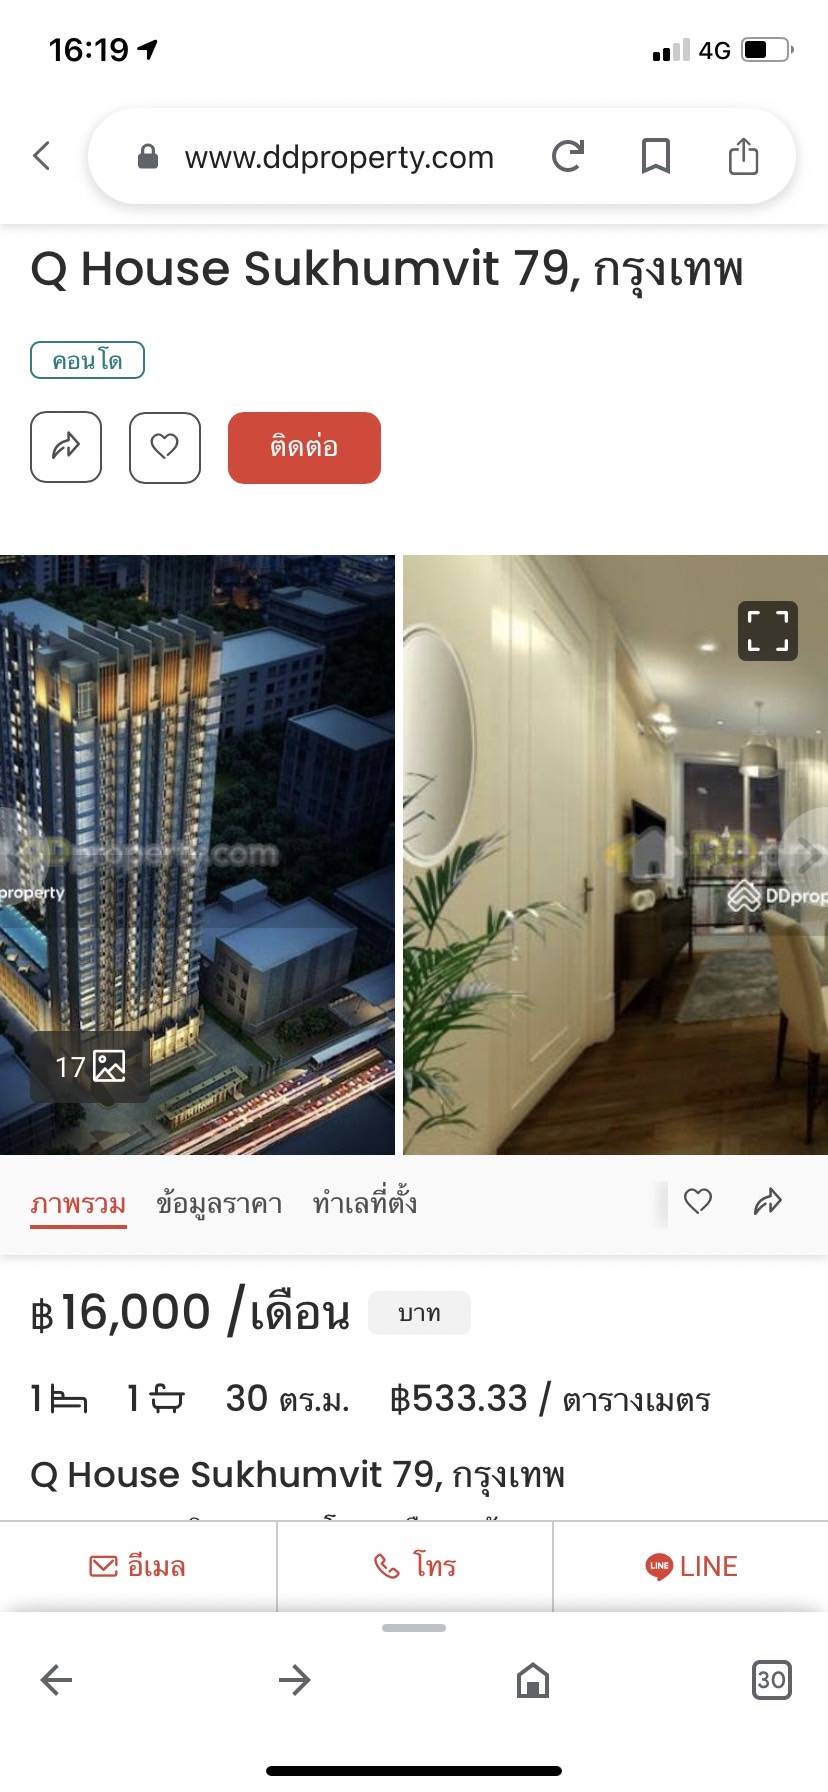 16:19
4G
www.ddproperty.com
Q House Sukhumvit 79, กรุงเทพ
คอนโด
ติดต่อ
DDproperty.com
property
DDprop
17
ภาพรวม ข้อมูลราคา ทำเลที่ตั้ง
฿16,000 /เดือน บาท
1 1 30 ตร.ม. ฿533.33 / ตารางเมตร
Q House Sukhumvit 79, กรุงเทพ
อีเมล โทร LINE LINE
30